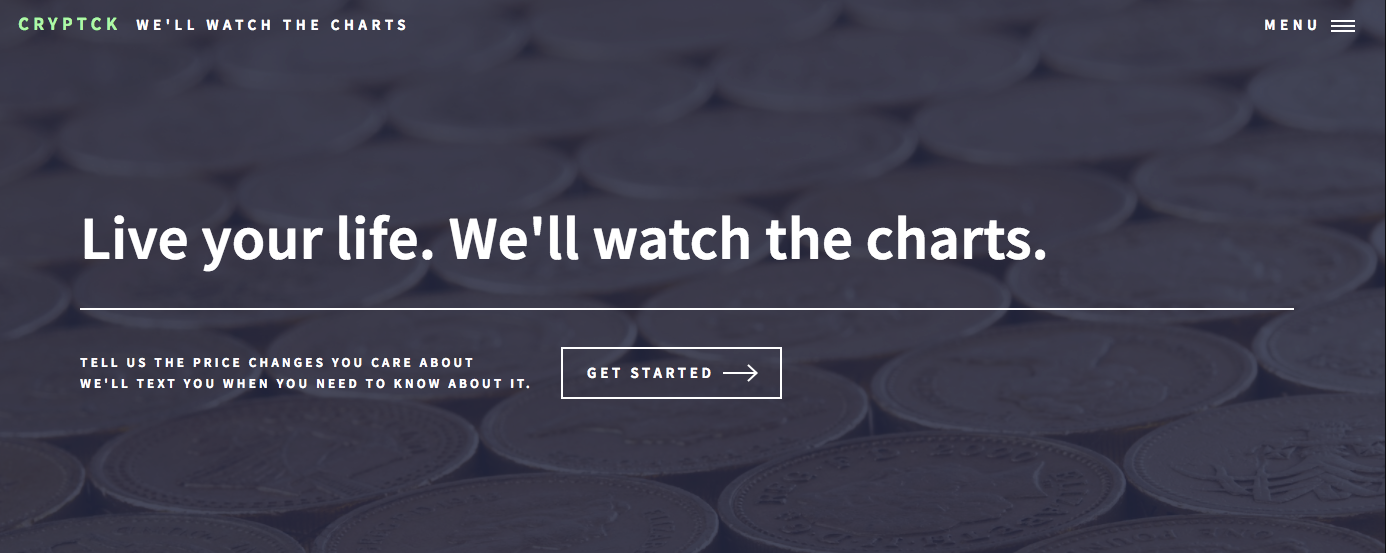 CRYPTCK WE'LL WATCH THE CHARTS MENU
Live your life. We'll watch the charts.
TELL US THE PRICE CHANGES YOU CARE ABOUT
WE'LL TEXT YOU WHEN YOU NEED TO KNOW ABOUT IT.
GET STARTED